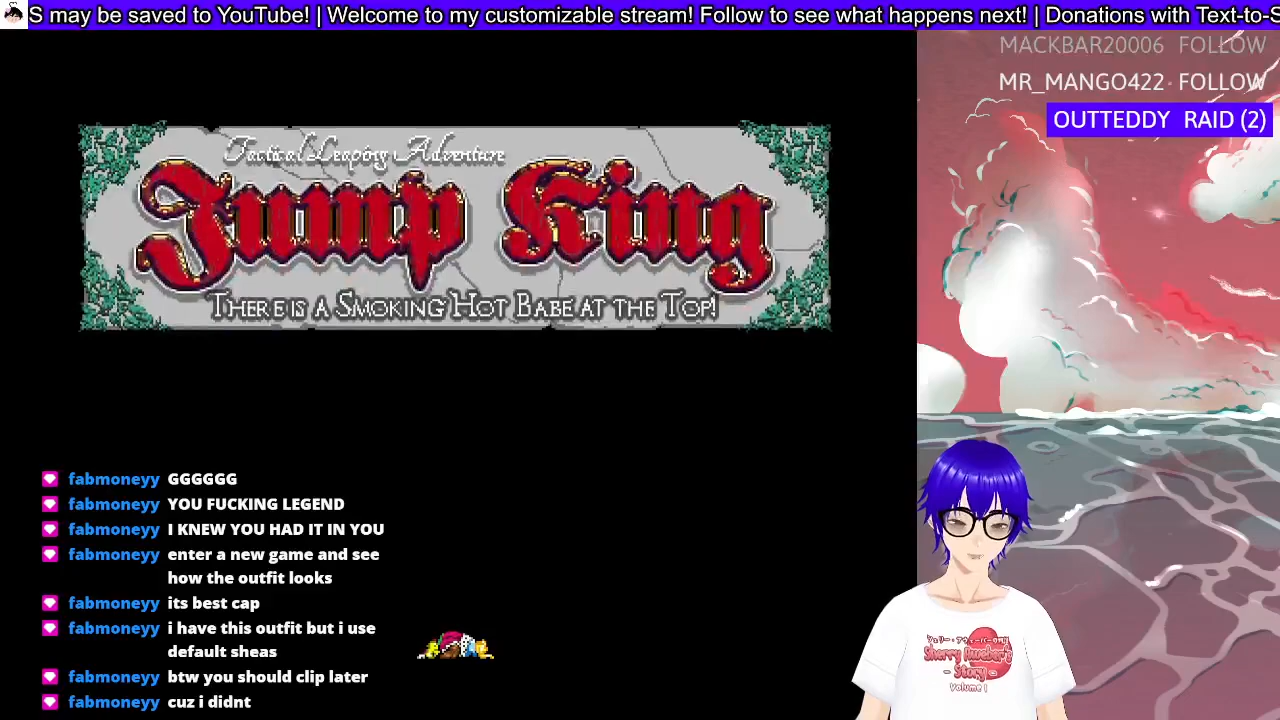 S may be saved to YouTube! | Welcome to my customizable stream! Follow to see what happens next! | Donations with Text-to-S
MACKBAR20006 FOLLOW
MR_MANGO422 FOLLOW
OUTTEDDY RAID (2)
Tactical Leaping Adventure
Jump King
THERE IS A SMOKING HOT BABE AT THE TOP!
fabmoneyy GGGGGG
fabmoneyy YOU FUCKING LEGEND
fabmoneyy I KNEW YOU HAD IT IN YOU
fabmoneyy enter a new game and see
how the outfit looks
fabmoneyy its best cap
fabmoneyy i have this outfit but i use
default sheas
fabmoneyy btw you should clip later
fabmoneyy cuz i didnt
Story
Volume 1